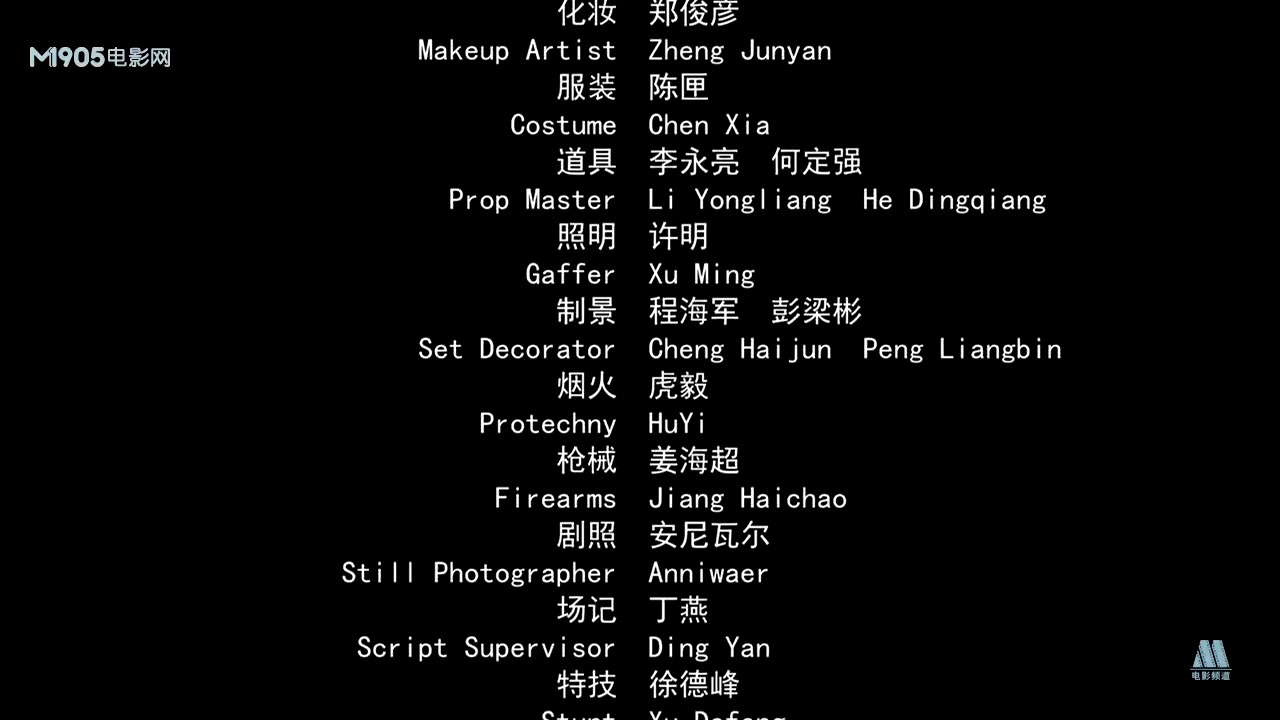 化妆 郑俊彦
M1905电影网
Makeup Artist Zheng Junyan
服装 陈匣
Costume Chen Xia
道具 李永亮 何定强
Prop Master Li Yongliang He Dingqiang
照明 许明
Gaffer Xu Ming
制景 程海军 彭梁彬
Set Decorator Cheng Haijun Peng Liangbin
烟火 虎毅
Protechny HuYi
枪械 姜海超
Firearms Jiang Haichao
剧照 安尼瓦尔
Still Photographer Anniwaer
场记 丁燕
Script Supervisor Ding Yan
特技 徐德峰
电影频道
Stunt Xu Defeng